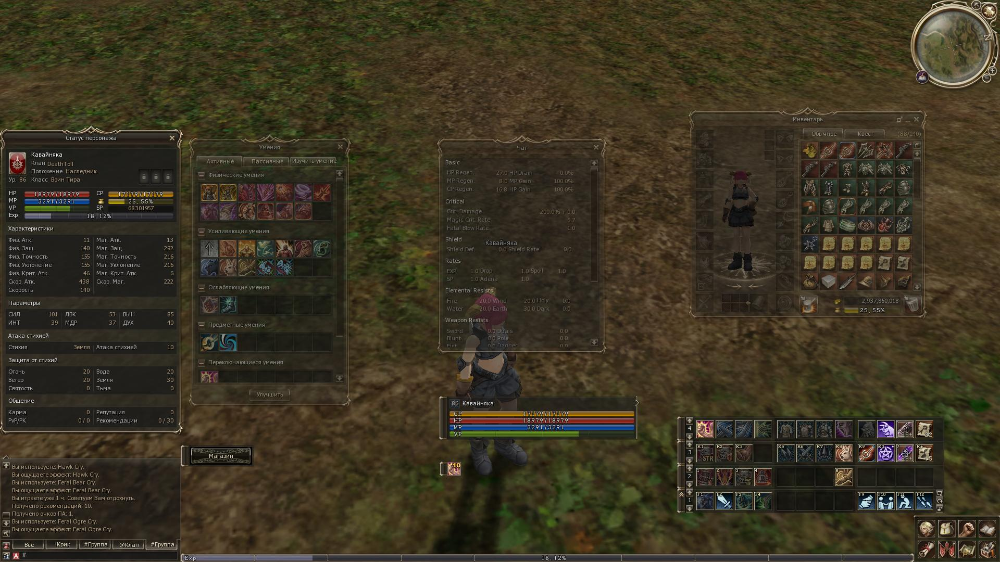 Статус персонажа
Кавайняка
Клан DeathToll
Положение Наследник
Ур. 86 Класс Воин Тира
HP 18979/18979 CP 17179/17179
MP 3291/3291 25,55%
VP SP 68301957
Exp 18,12%
Характеристики
Физ. Атк. 11 Маг. Атк. 13
Физ. Защ. 140 Маг. Защ. 292
Физ. Точность 155 Маг. Точность 216
Физ. Уклонение 155 Маг. Уклонение 216
Физ. Крит. Атк. 46 Маг. Крит. Атк. 6
Скор. Атк. 438 Скор. Маг. 222
Скорость 140
Параметры
СИЛ 101 ЛВК 53 ВЫН 85
ИНТ 39 МДР 37 ДУХ 40
Атака стихией
Стихия Земля Атака стихией 10
Защита от стихий
Огонь 20 Вода 20
Ветер 20 Земля 30
Святость 0 Тьма 0
Общение
Карма 0 Репутация 0
PvP/PK 0 / 0 Рекомендации 0 / 30
Умения
Активные Пассивные Изучить умение
Физические умения
Усиливающие умения
Ослабляющие умения
Предметные умения
Переключающиеся умения
Улучшить
Чат
Basic
HP Regen. 27.0 HP Drain 0.0%
MP Regen. 8.0 MP Gain 100.0%
CP Regen. 16.8 HP Gain 100.0%
Critical
Crit. Damage 200.0% + 0.0
Magic Crit. Rate 6.7
Fatal Blow Rate 1.0
Shield
Кавайняка
Shield Def. 0.0 Shield Rate 0.0
Rates
EXP 1.0 Drop 1.0 Spoil 1.0
SP 1.0 Adena 1.0
Elemental Resists
Fire 20.0 Wind 20.0 Holy 0.0
Water 20.0 Earth 30.0 Dark 0.0
Weapon Resists
Sword 0.0 Duals 0.0
Blunt 0.0 Pole 0.0
Fist 0.0 Dagger 0.0
Инвентарь
Обычное Квест (88/140)
2,937,850,018
25,55%
N
86 Кавайняка
CP 17179/17179
HP 18979/18979
MP 3291/3291
VP
10
Магазин
Вы используете: Hawk Cry.
Вы ощущаете эффект: Hawk Cry.
Вы используете: Feral Bear Cry.
Вы ощущаете эффект: Feral Bear Cry.
Вы играете уже 1 ч. Советуем Вам отдохнуть.
Получено рекомендаций: 10.
Получено очков ПА: 1.
Вы используете: Feral Ogre Cry.
Вы ощущаете эффект: Feral Ogre Cry.
Все !Крик #Группа @Клан #Группа
A #
Exp 18,12%
4 99+
3 K1 STR K2 K3 K5 K6 K7 K8 K9 K0 99+
2 1 2 3 4 8
1 F1 F2 F3 F4 F9 F10 F11 F12